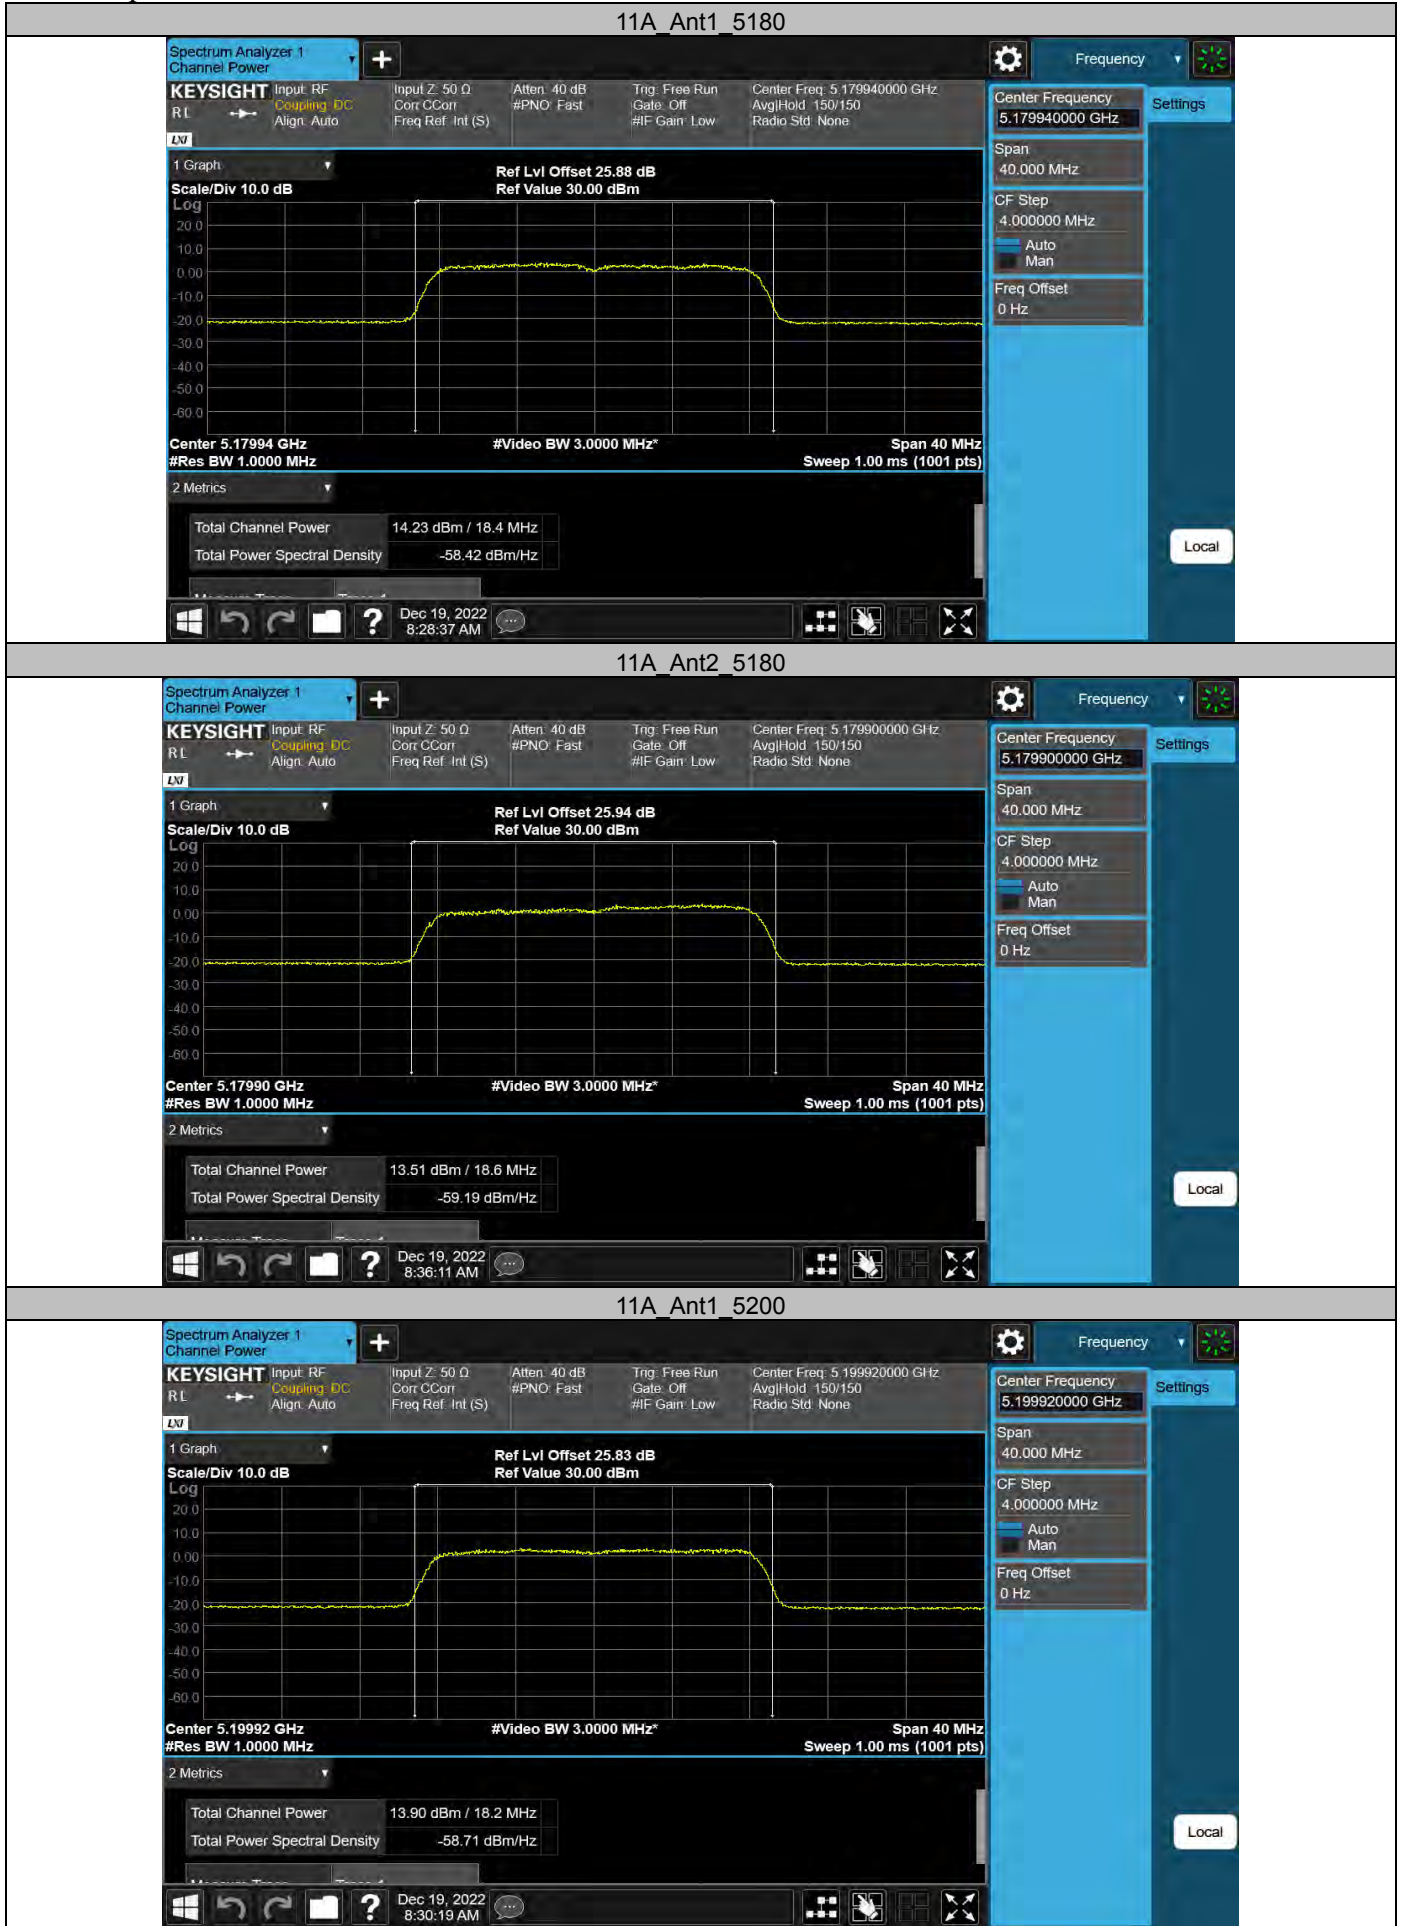 11A_Ant1_5180
Spectrum Analyzer 1
Channel Power
Frequency
KEYSIGHT
RL
LXI
Input: RF
Coupling: DC
Align: Auto
Input Z: 50 Ω
Corr CCorr
Freq Ref: Int (S)
Atten: 40 dB
#PNO: Fast
Trig: Free Run
Gate: Off
#IF Gain: Low
Center Freq: 5.179940000 GHz
Avg|Hold: 150/150
Radio Std: None
Center Frequency
5.179940000 GHz
Settings
Span
40.000 MHz
CF Step
4.000000 MHz
Auto
Man
Freq Offset
0 Hz
1 Graph
Scale/Div 10.0 dB
Ref Lvl Offset 25.88 dB
Ref Value 30.00 dBm
Log
20.0
10.0
0.00
-10.0
-20.0
-30.0
-40.0
-50.0
-60.0
Center 5.17994 GHz
#Video BW 3.0000 MHz*
Span 40 MHz
#Res BW 1.0000 MHz
Sweep 1.00 ms (1001 pts)
2 Metrics
Total Channel Power 14.23 dBm / 18.4 MHz
Total Power Spectral Density -58.42 dBm/Hz
Local
Dec 19, 2022
8:28:37 AM
11A_Ant2_5180
Spectrum Analyzer 1
Channel Power
Frequency
KEYSIGHT
RL
LXI
Input: RF
Coupling: DC
Align: Auto
Input Z: 50 Ω
Corr CCorr
Freq Ref: Int (S)
Atten: 40 dB
#PNO: Fast
Trig: Free Run
Gate: Off
#IF Gain: Low
Center Freq: 5.179900000 GHz
Avg|Hold: 150/150
Radio Std: None
Center Frequency
5.179900000 GHz
Settings
Span
40.000 MHz
CF Step
4.000000 MHz
Auto
Man
Freq Offset
0 Hz
1 Graph
Scale/Div 10.0 dB
Ref Lvl Offset 25.94 dB
Ref Value 30.00 dBm
Log
20.0
10.0
0.00
-10.0
-20.0
-30.0
-40.0
-50.0
-60.0
Center 5.17990 GHz
#Video BW 3.0000 MHz*
Span 40 MHz
#Res BW 1.0000 MHz
Sweep 1.00 ms (1001 pts)
2 Metrics
Total Channel Power 13.51 dBm / 18.6 MHz
Total Power Spectral Density -59.19 dBm/Hz
Local
Dec 19, 2022
8:36:11 AM
11A_Ant1_5200
Spectrum Analyzer 1
Channel Power
Frequency
KEYSIGHT
RL
LXI
Input: RF
Coupling: DC
Align: Auto
Input Z: 50 Ω
Corr CCorr
Freq Ref: Int (S)
Atten: 40 dB
#PNO: Fast
Trig: Free Run
Gate: Off
#IF Gain: Low
Center Freq: 5.199920000 GHz
Avg|Hold: 150/150
Radio Std: None
Center Frequency
5.199920000 GHz
Settings
Span
40.000 MHz
CF Step
4.000000 MHz
Auto
Man
Freq Offset
0 Hz
1 Graph
Scale/Div 10.0 dB
Ref Lvl Offset 25.83 dB
Ref Value 30.00 dBm
Log
20.0
10.0
0.00
-10.0
-20.0
-30.0
-40.0
-50.0
-60.0
Center 5.19992 GHz
#Video BW 3.0000 MHz*
Span 40 MHz
#Res BW 1.0000 MHz
Sweep 1.00 ms (1001 pts)
2 Metrics
Total Channel Power 13.90 dBm / 18.2 MHz
Total Power Spectral Density -58.71 dBm/Hz
Local
Dec 19, 2022
8:30:19 AM